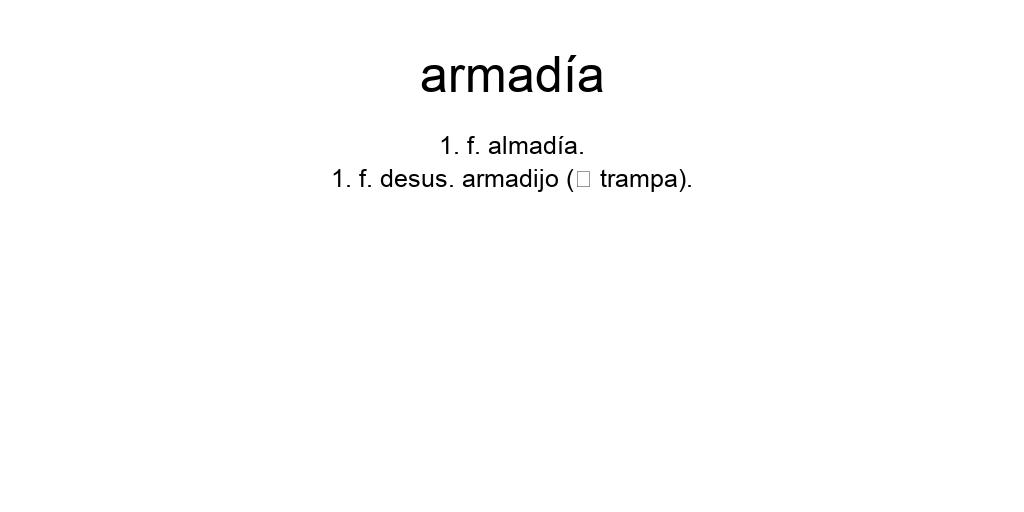 armadía
1. f. almadía.
1. f. desus. armadijo (□ trampa).